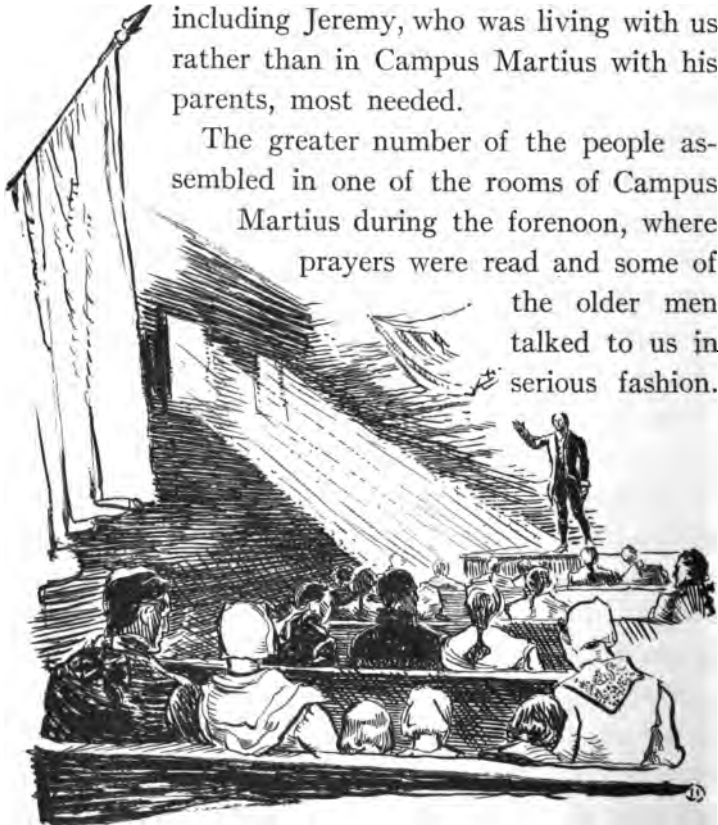 including Jeremy, who was living with us
rather than in Campus Martius with his
parents, most needed.
The greater number of the people as-
sembled in one of the rooms of Campus
Martius during the forenoon, where
prayers were read and some of
the older men
talked to us in
serious fashion.